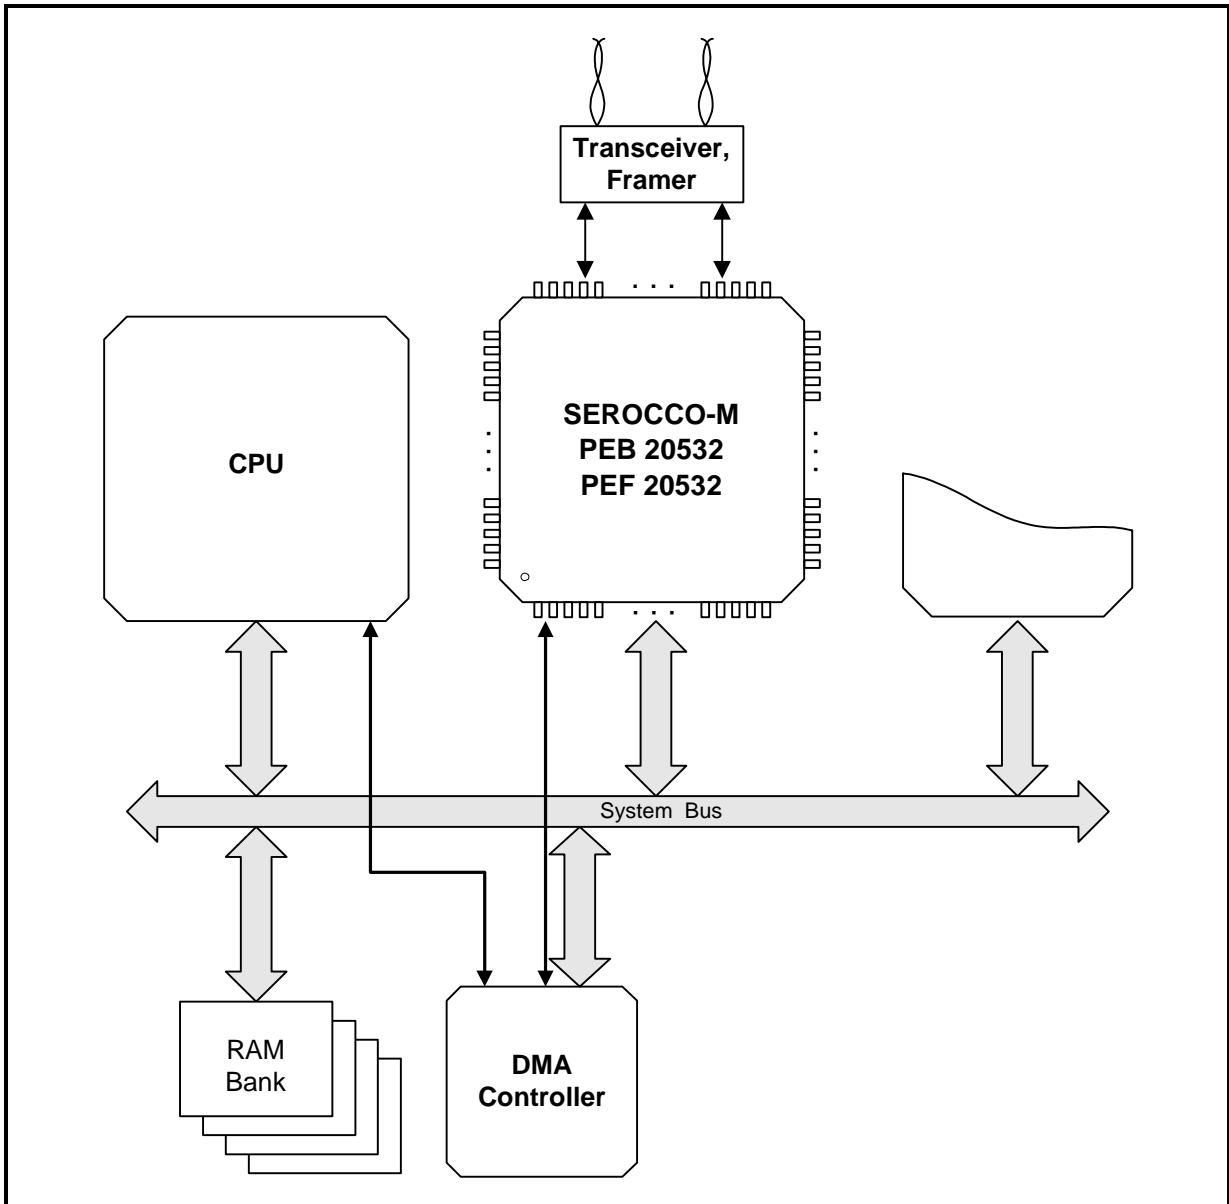 Transceiver,
Framer
CPU
SEROCCO-M
PEB 20532
PEF 20532
System Bus
RAM
Bank
DMA
Controller